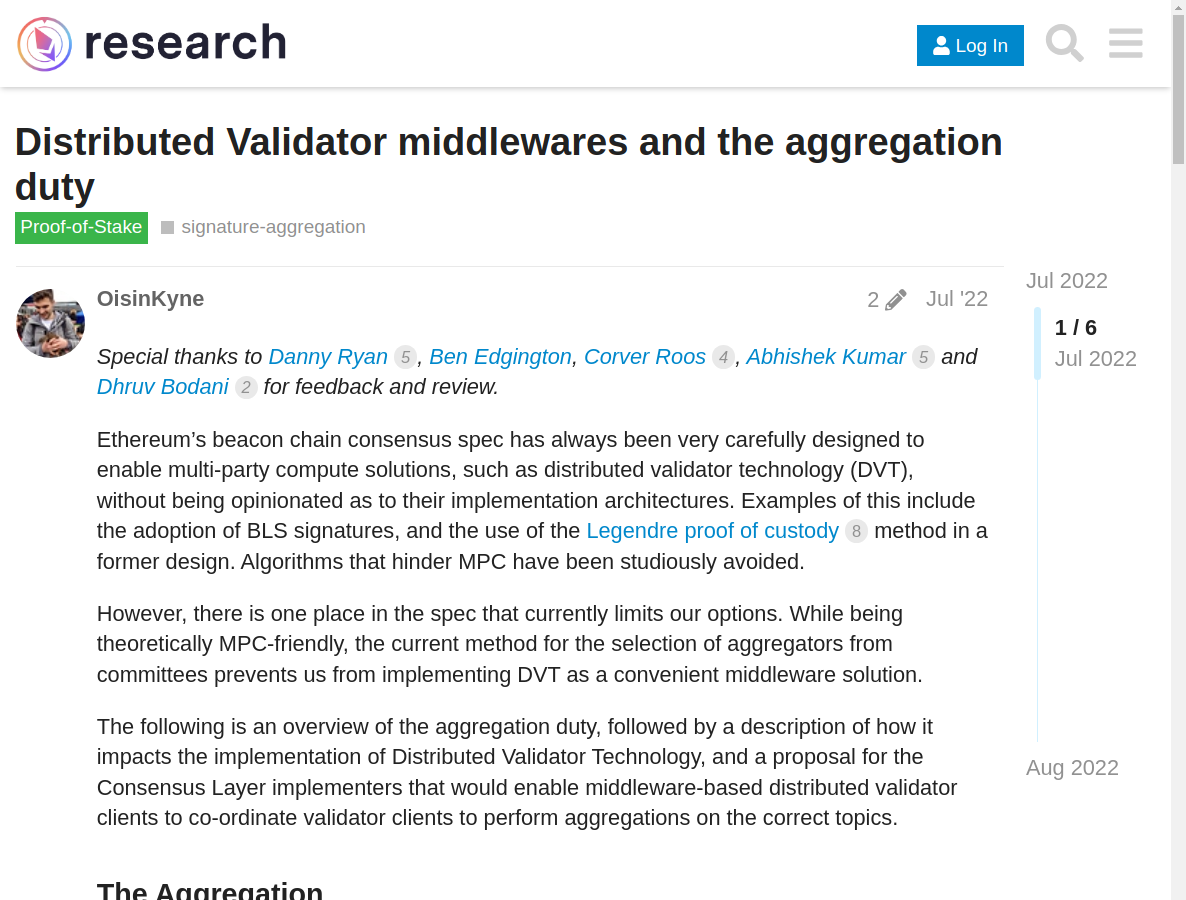 research
Log In
Distributed Validator middlewares and the aggregation
duty
Proof-of-Stake signature-aggregation
Jul 2022
OisinKyne 2 Jul '22
1 / 6
Jul 2022
Special thanks to Danny Ryan 5, Ben Edgington, Corver Roos 4, Abhishek Kumar 5 and
Dhruv Bodani 2 for feedback and review.
Ethereum’s beacon chain consensus spec has always been very carefully designed to
enable multi-party compute solutions, such as distributed validator technology (DVT),
without being opinionated as to their implementation architectures. Examples of this include
the adoption of BLS signatures, and the use of the Legendre proof of custody 8 method in a
former design. Algorithms that hinder MPC have been studiously avoided.
However, there is one place in the spec that currently limits our options. While being
theoretically MPC-friendly, the current method for the selection of aggregators from
committees prevents us from implementing DVT as a convenient middleware solution.
The following is an overview of the aggregation duty, followed by a description of how it
impacts the implementation of Distributed Validator Technology, and a proposal for the
Consensus Layer implementers that would enable middleware-based distributed validator
clients to co-ordinate validator clients to perform aggregations on the correct topics.
Aug 2022
The Aggregation